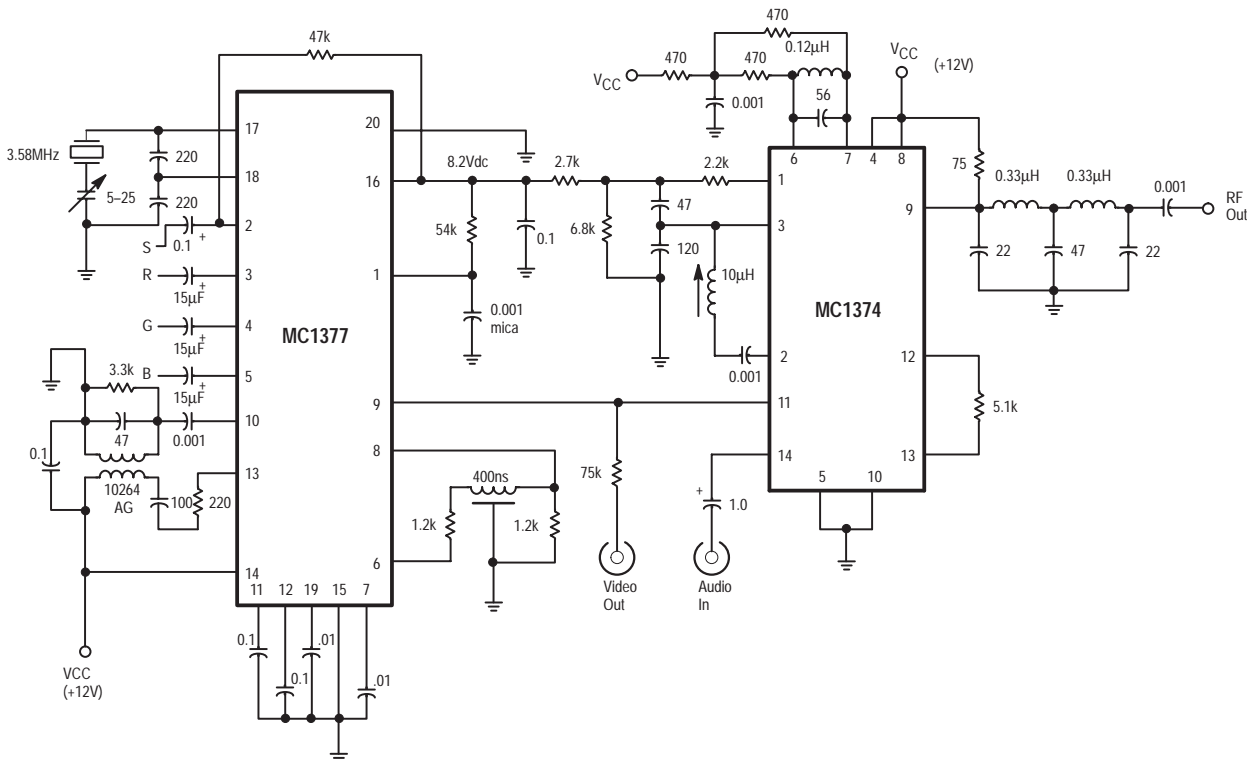 47k
470
0.12µH
470
470
VCC
VCC
(+12V)
0.001
56
17
20
6
7
4
8
3.58MHz
220
18
8.2Vdc
2.7k
2.2k
75
0.33µH
0.33µH
0.001
16
1
5–25
220
47
9
RF
Out
S
0.1
+
2
54k
0.1
6.8k
3
120
22
47
22
R
15µF
+
3
1
10µH
0.001
mica
MC1374
G
15µF
+
4
MC1377
2
12
0.001
3.3k
B
15µF
+
5
9
11
5.1k
47
0.001
10
8
0.1
13
75k
14
13
400ns
10264
AG
100
220
5
10
+
1.0
1.2k
1.2k
6
14
Video
Out
Audio
In
11
12
19
15
7
0.1
.01
0.1
.01
VCC
(+12V)